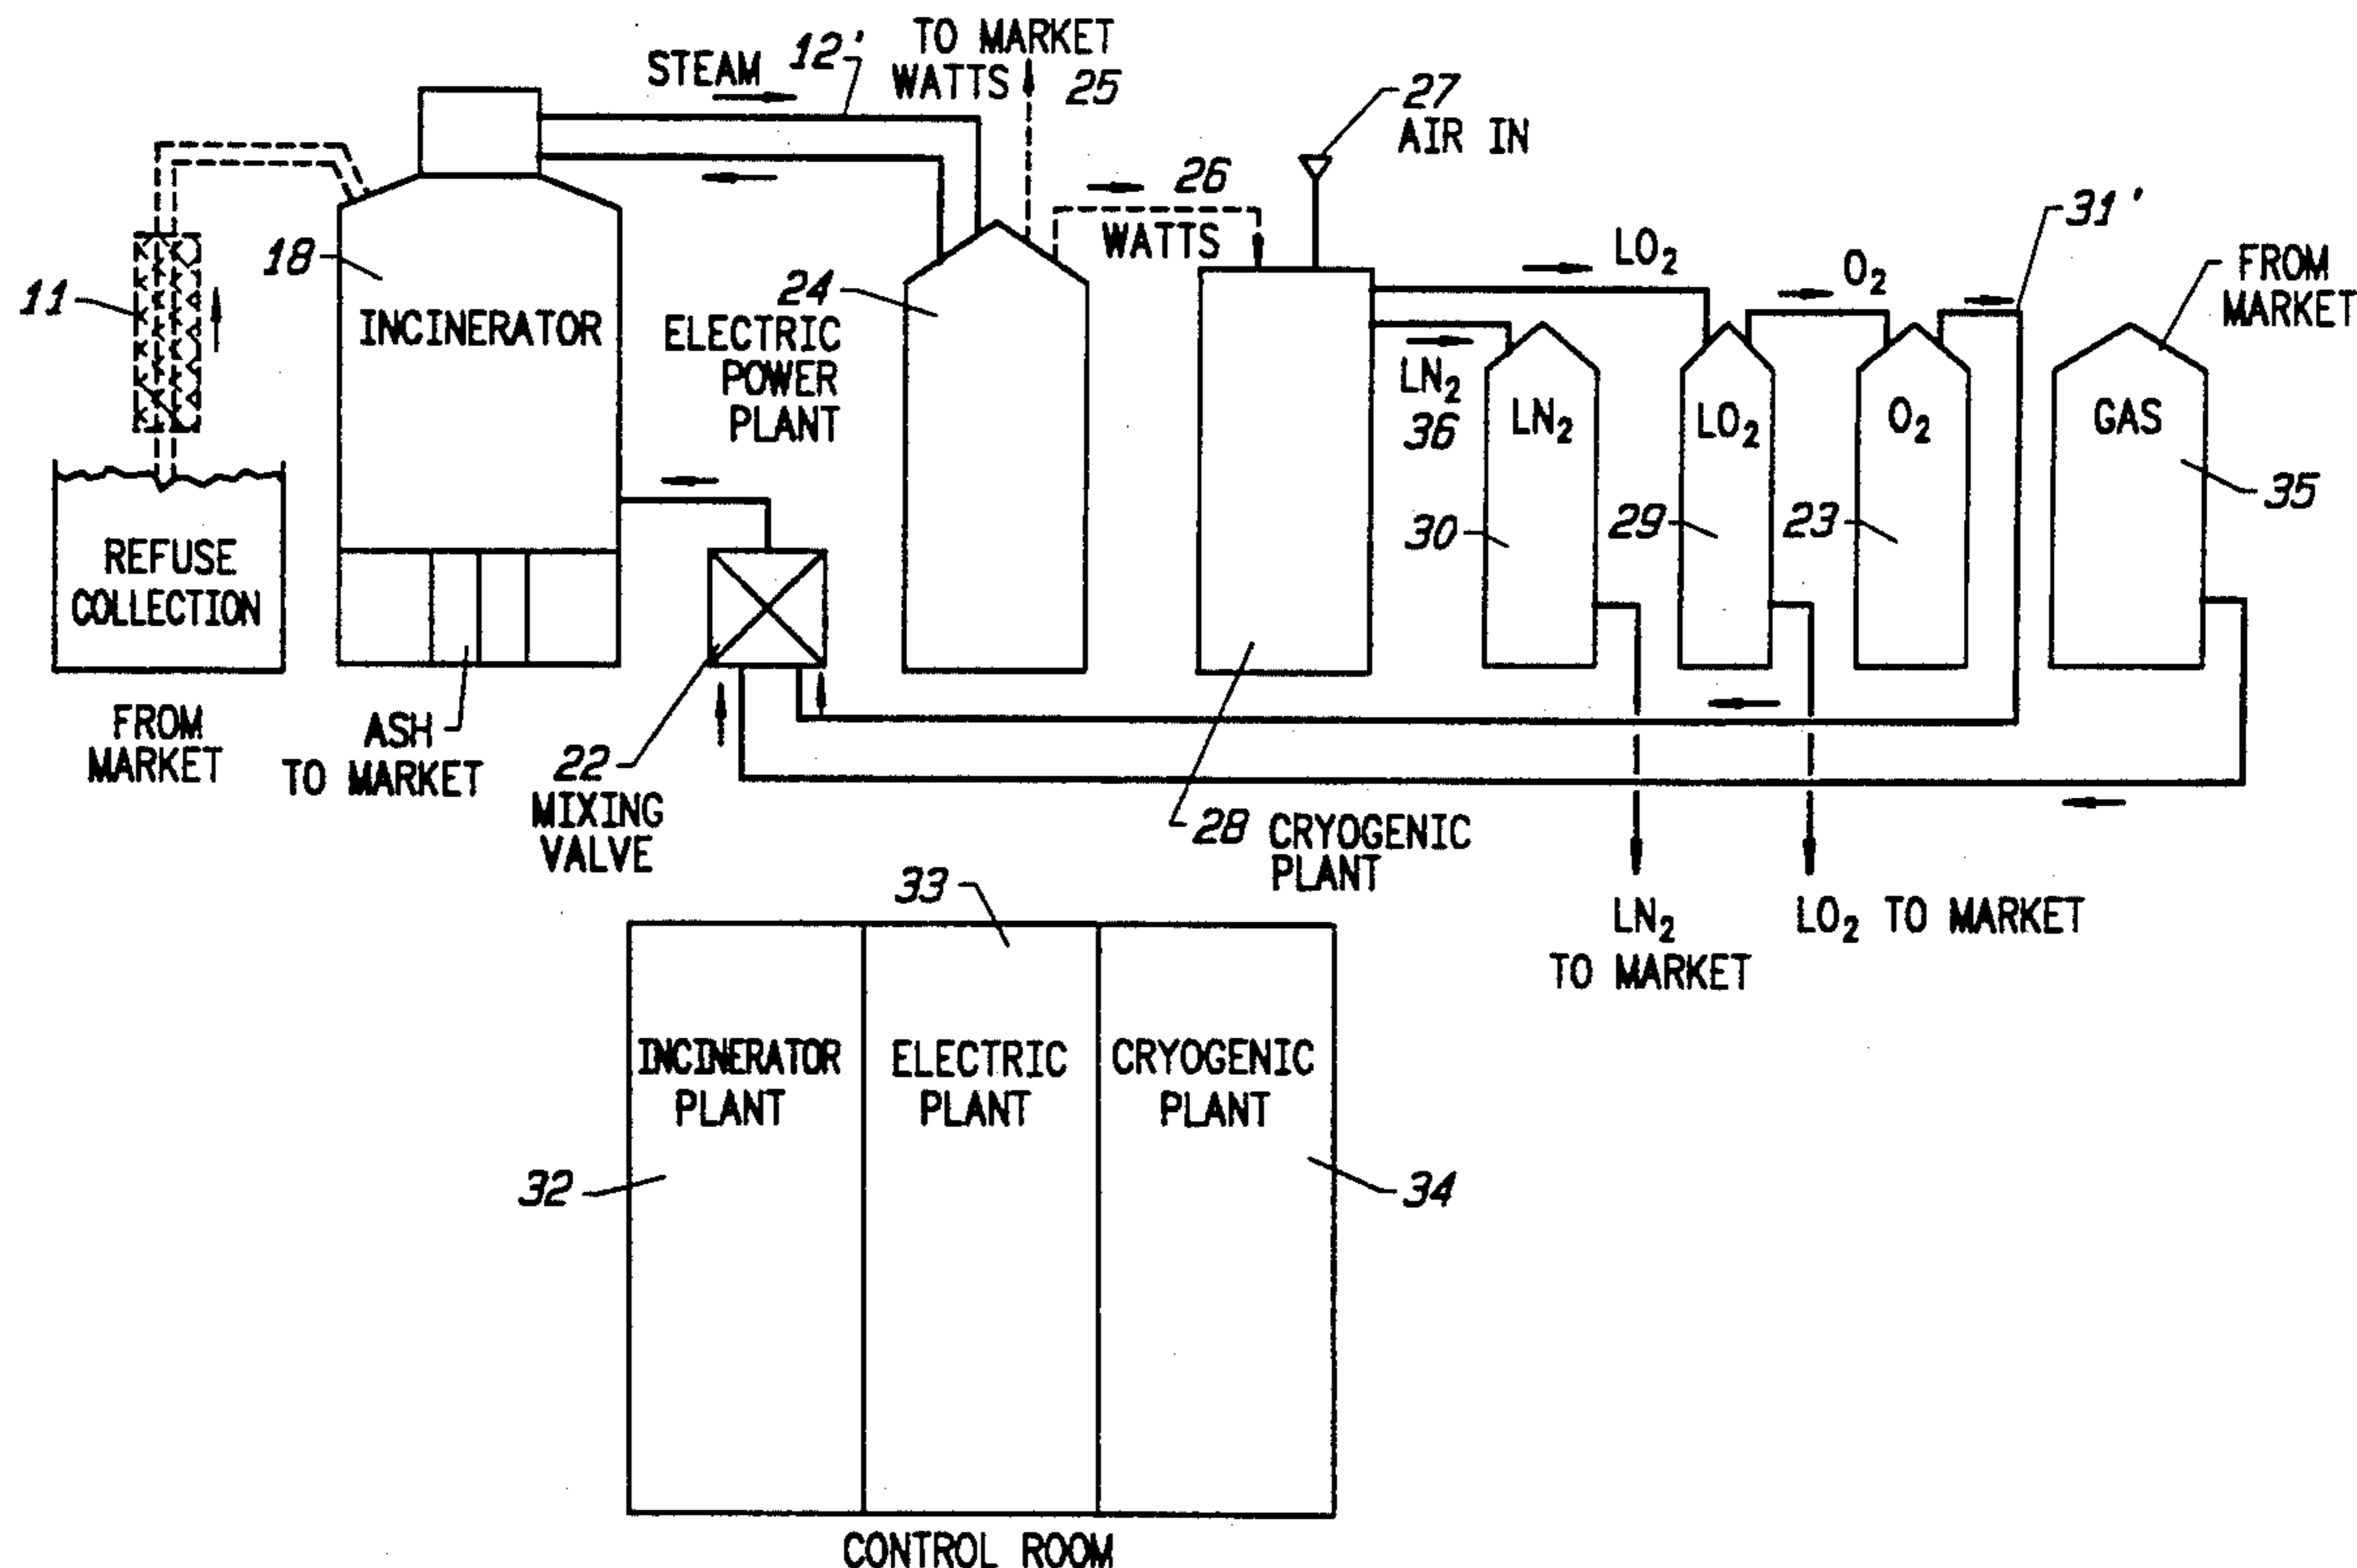 STEAM
12'
TO MARKET
WATTS 25
27
AIR IN
26
WATTS
31'
FROM
MARKET
11
18
INCINERATOR
24
ELECTRIC
POWER
PLANT
LO2
O2
LN2
36
LN2
LO2
O2
GAS
35
30
29
23
REFUSE
COLLECTION
FROM
MARKET
ASH
TO MARKET
22
MIXING
VALVE
28 CRYOGENIC
PLANT
LN2
TO MARKET
LO2 TO MARKET
33
INCINERATOR
PLANT
ELECTRIC
PLANT
CRYOGENIC
PLANT
32
34
CONTROL ROOM